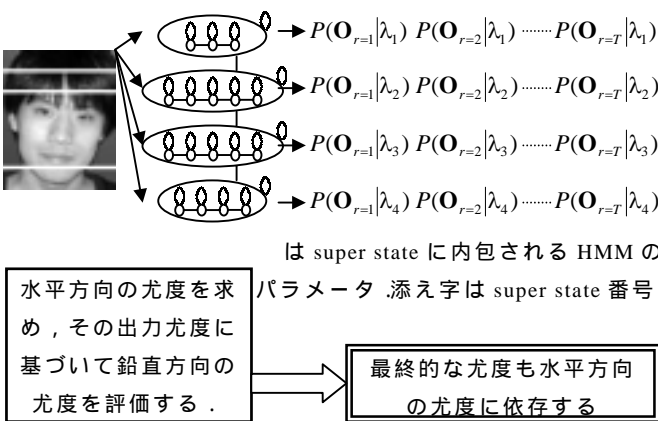 P(O_{r=1}|λ_1) P(O_{r=2}|λ_1) ········ P(O_{r=T}|λ_1)
P(O_{r=1}|λ_2) P(O_{r=2}|λ_2) ········ P(O_{r=T}|λ_2)
P(O_{r=1}|λ_3) P(O_{r=2}|λ_3) ········ P(O_{r=T}|λ_3)
P(O_{r=1}|λ_4) P(O_{r=2}|λ_4) ········ P(O_{r=T}|λ_4)
は super state に内包される HMM の
パラメータ .添え字は super state 番号
水平方向の尤度を求
め , その出力尤度に
基づいて鉛直方向の
尤度を評価する .
最終的な尤度も水平方向
の尤度に依存する